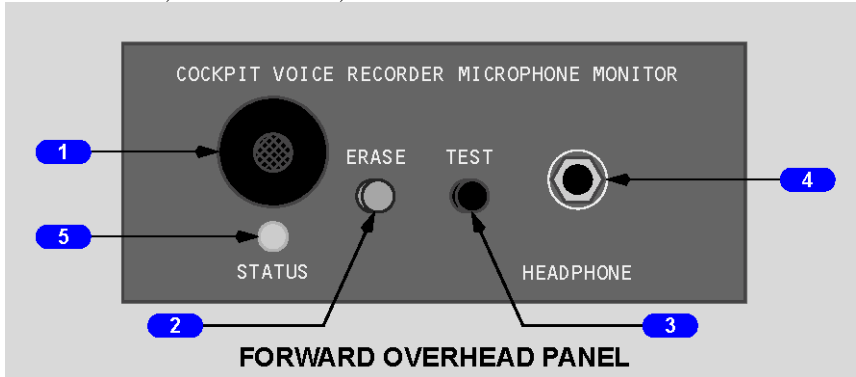 COCKPIT VOICE RECORDER MICROPHONE MONITOR
1
ERASE TEST
4
5
STATUS
HEADPHONE
2
3
FORWARD OVERHEAD PANEL